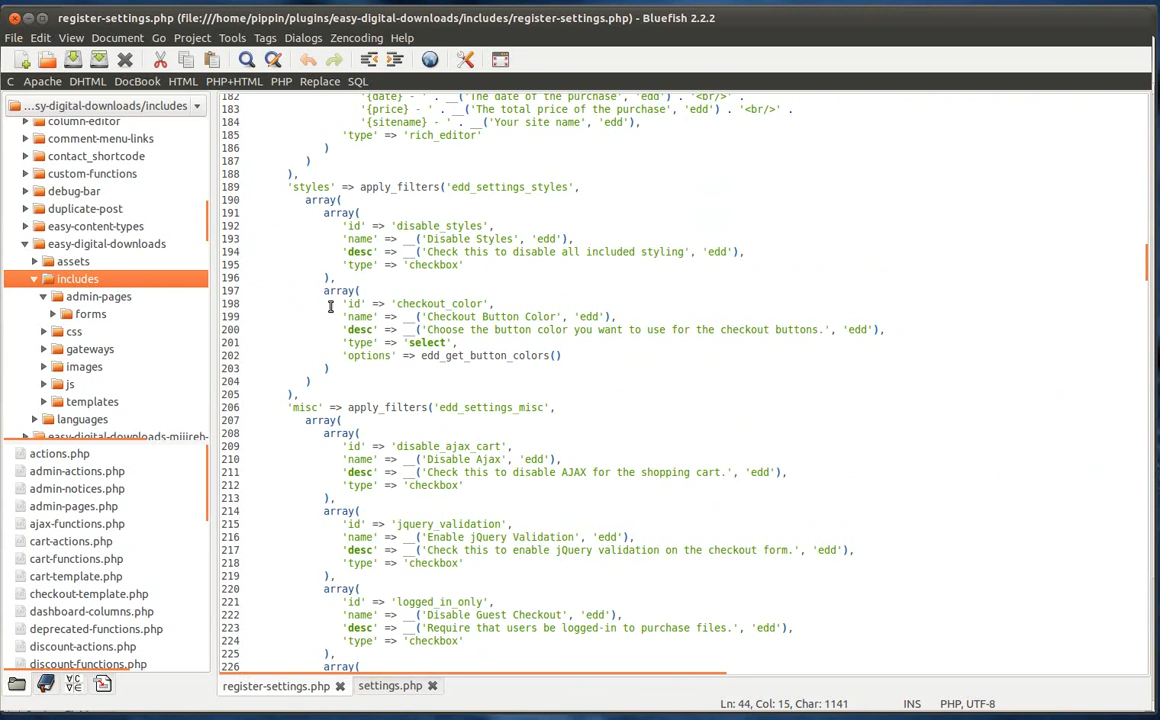 register-settings.php (file:///home/pippin/plugins/easy-digital-downloads/includes/register-settings.php) - Bluefish 2.2.2
File Edit View Document Go Project Tools Tags Dialogs Zencoding Help
C Apache DHTML DocBook HTML PHP+HTML PHP Replace SQL
...sy-digital-downloads/includes
column-editor
comment-menu-links
contact_shortcode
custom-functions
debug-bar
duplicate-post
easy-content-types
easy-digital-downloads
assets
includes
admin-pages
forms
css
gateways
images
js
templates
languages
easy-digital-downloads-mijireh-
actions.php
admin-actions.php
admin-notices.php
admin-pages.php
ajax-functions.php
cart-actions.php
cart-functions.php
cart-template.php
checkout-template.php
dashboard-columns.php
deprecated-functions.php
discount-actions.php
discount-functions.php
182 '{date} - ' . __('The date of the purchase', 'edd') . '<br/>' .
183 '{price} - ' . __('The total price of the purchase', 'edd') . '<br/>' .
184 '{sitename} - ' . __('Your site name', 'edd'),
185 'type' => 'rich_editor'
186 )
187 )
188 ),
189 'styles' => apply_filters('edd_settings_styles',
190 array(
191 array(
192 'id' => 'disable_styles',
193 'name' => __('Disable Styles', 'edd'),
194 'desc' => __('Check this to disable all included styling', 'edd'),
195 'type' => 'checkbox'
196 ),
197 array(
198 'id' => 'checkout_color',
199 'name' => __('Checkout Button Color', 'edd'),
200 'desc' => __('Choose the button color you want to use for the checkout buttons.', 'edd'),
201 'type' => 'select',
202 'options' => edd_get_button_colors()
203 )
204 )
205 ),
206 'misc' => apply_filters('edd_settings_misc',
207 array(
208 array(
209 'id' => 'disable_ajax_cart',
210 'name' => __('Disable Ajax', 'edd'),
211 'desc' => __('Check this to disable AJAX for the shopping cart.', 'edd'),
212 'type' => 'checkbox'
213 ),
214 array(
215 'id' => 'jquery_validation',
216 'name' => __('Enable jQuery Validation', 'edd'),
217 'desc' => __('Check this to enable jQuery validation on the checkout form.', 'edd'),
218 'type' => 'checkbox'
219 ),
220 array(
221 'id' => 'logged_in_only',
222 'name' => __('Disable Guest Checkout', 'edd'),
223 'desc' => __('Require that users be logged-in to purchase files.', 'edd'),
224 'type' => 'checkbox'
225 ),
226 array(
register-settings.php settings.php
Ln: 44, Col: 15, Char: 1141 INS PHP, UTF-8